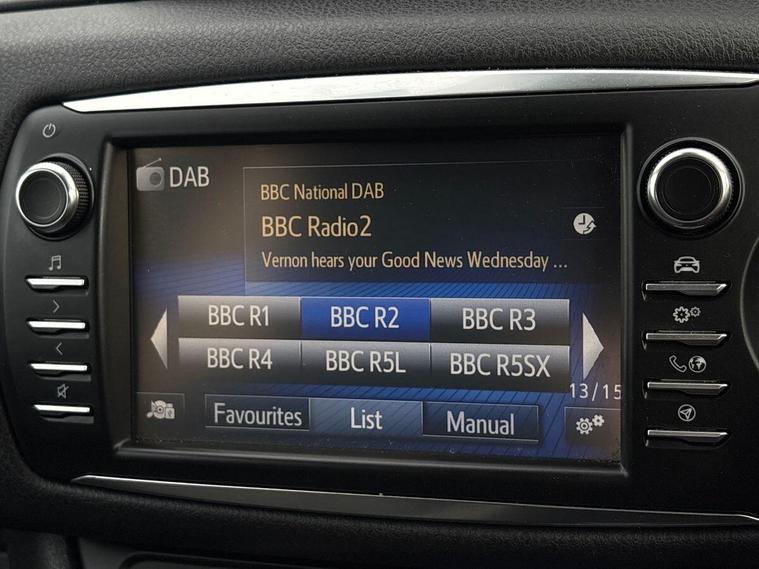 DAB
BBC National DAB
BBC Radio2
Vernon hears your Good News Wednesday ...
BBC R1 BBC R2 BBC R3
BBC R4 BBC R5L BBC R5SX
13/15
Favourites List Manual